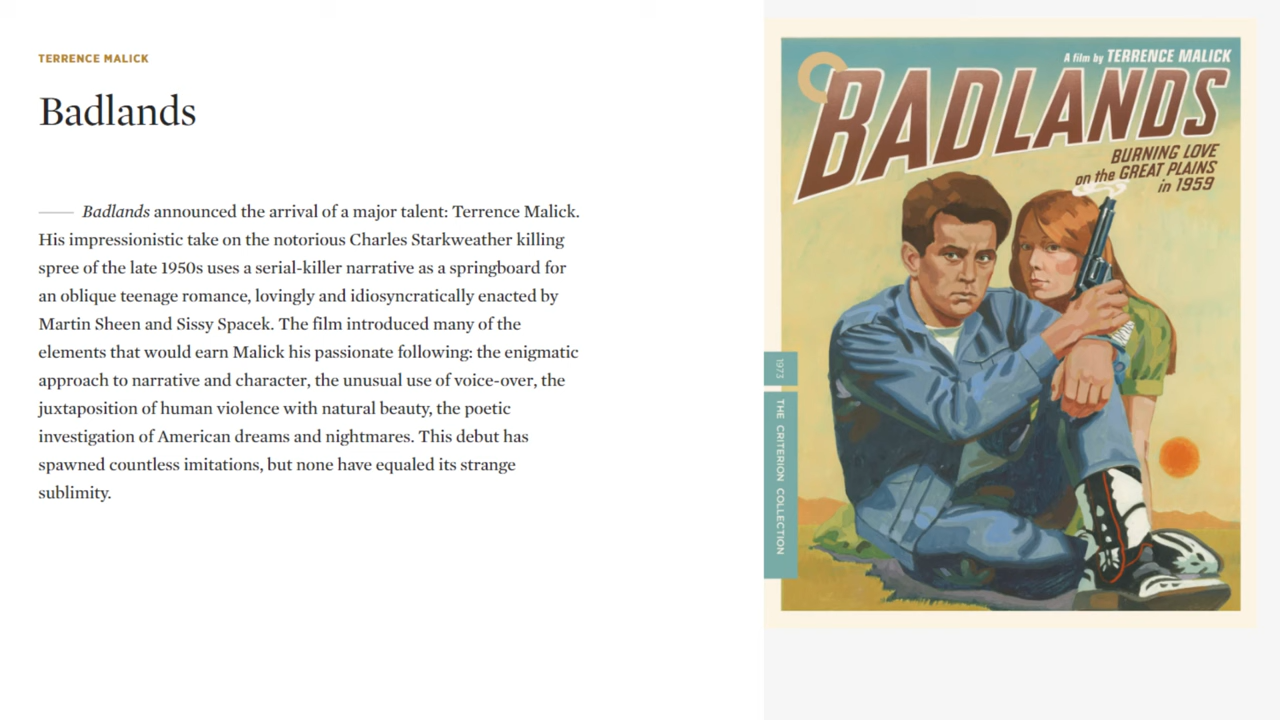 TERRENCE MALICK
Badlands
Badlands announced the arrival of a major talent: Terrence Malick.
His impressionistic take on the notorious Charles Starkweather killing
spree of the late 1950s uses a serial-killer narrative as a springboard for
an oblique teenage romance, lovingly and idiosyncratically enacted by
Martin Sheen and Sissy Spacek. The film introduced many of the
elements that would earn Malick his passionate following: the enigmatic
approach to narrative and character, the unusual use of voice-over, the
juxtaposition of human violence with natural beauty, the poetic
investigation of American dreams and nightmares. This debut has
spawned countless imitations, but none have equaled its strange
sublimity.
A film by TERRENCE MALICK
BADLANDS
BURNING LOVE
on the GREAT PLAINS
in 1959
1973
THE CRITERION COLLECTION